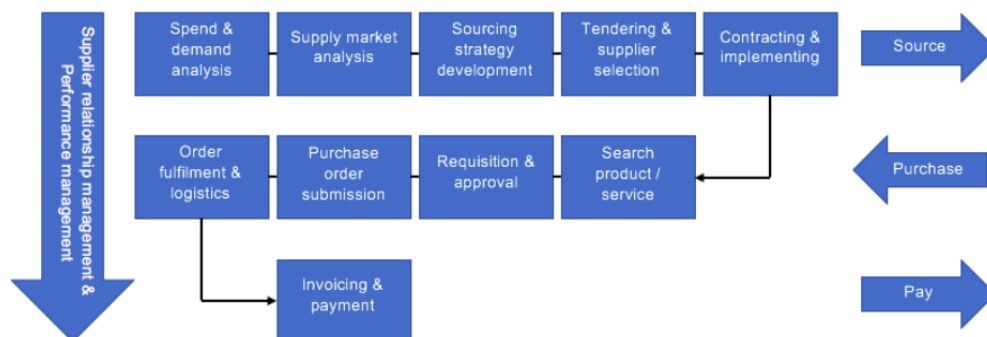 Supplier relationship management &
Performance management
Spend &
demand
analysis
Supply market
analysis
Sourcing
strategy
development
Tendering &
supplier
selection
Contracting &
implementing
Source
Order
fulfilment &
logistics
Purchase
order
submission
Requisition &
approval
Search
product /
service
Purchase
Invoicing &
payment
Pay